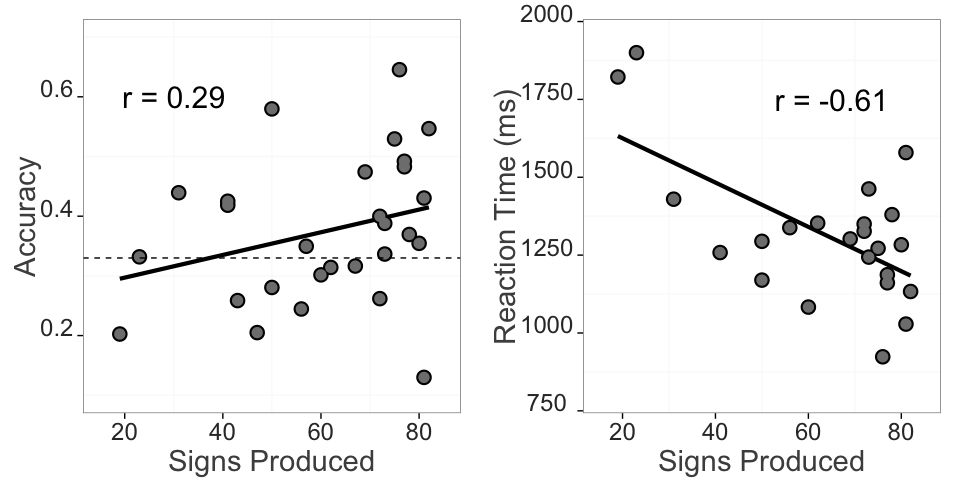 Accuracy
0.6
0.4
0.2
r = 0.29
20 40 60 80
Signs Produced
Reaction Time (ms)
2000
1750
1500
1250
1000
750
r = -0.61
20 40 60 80
Signs Produced